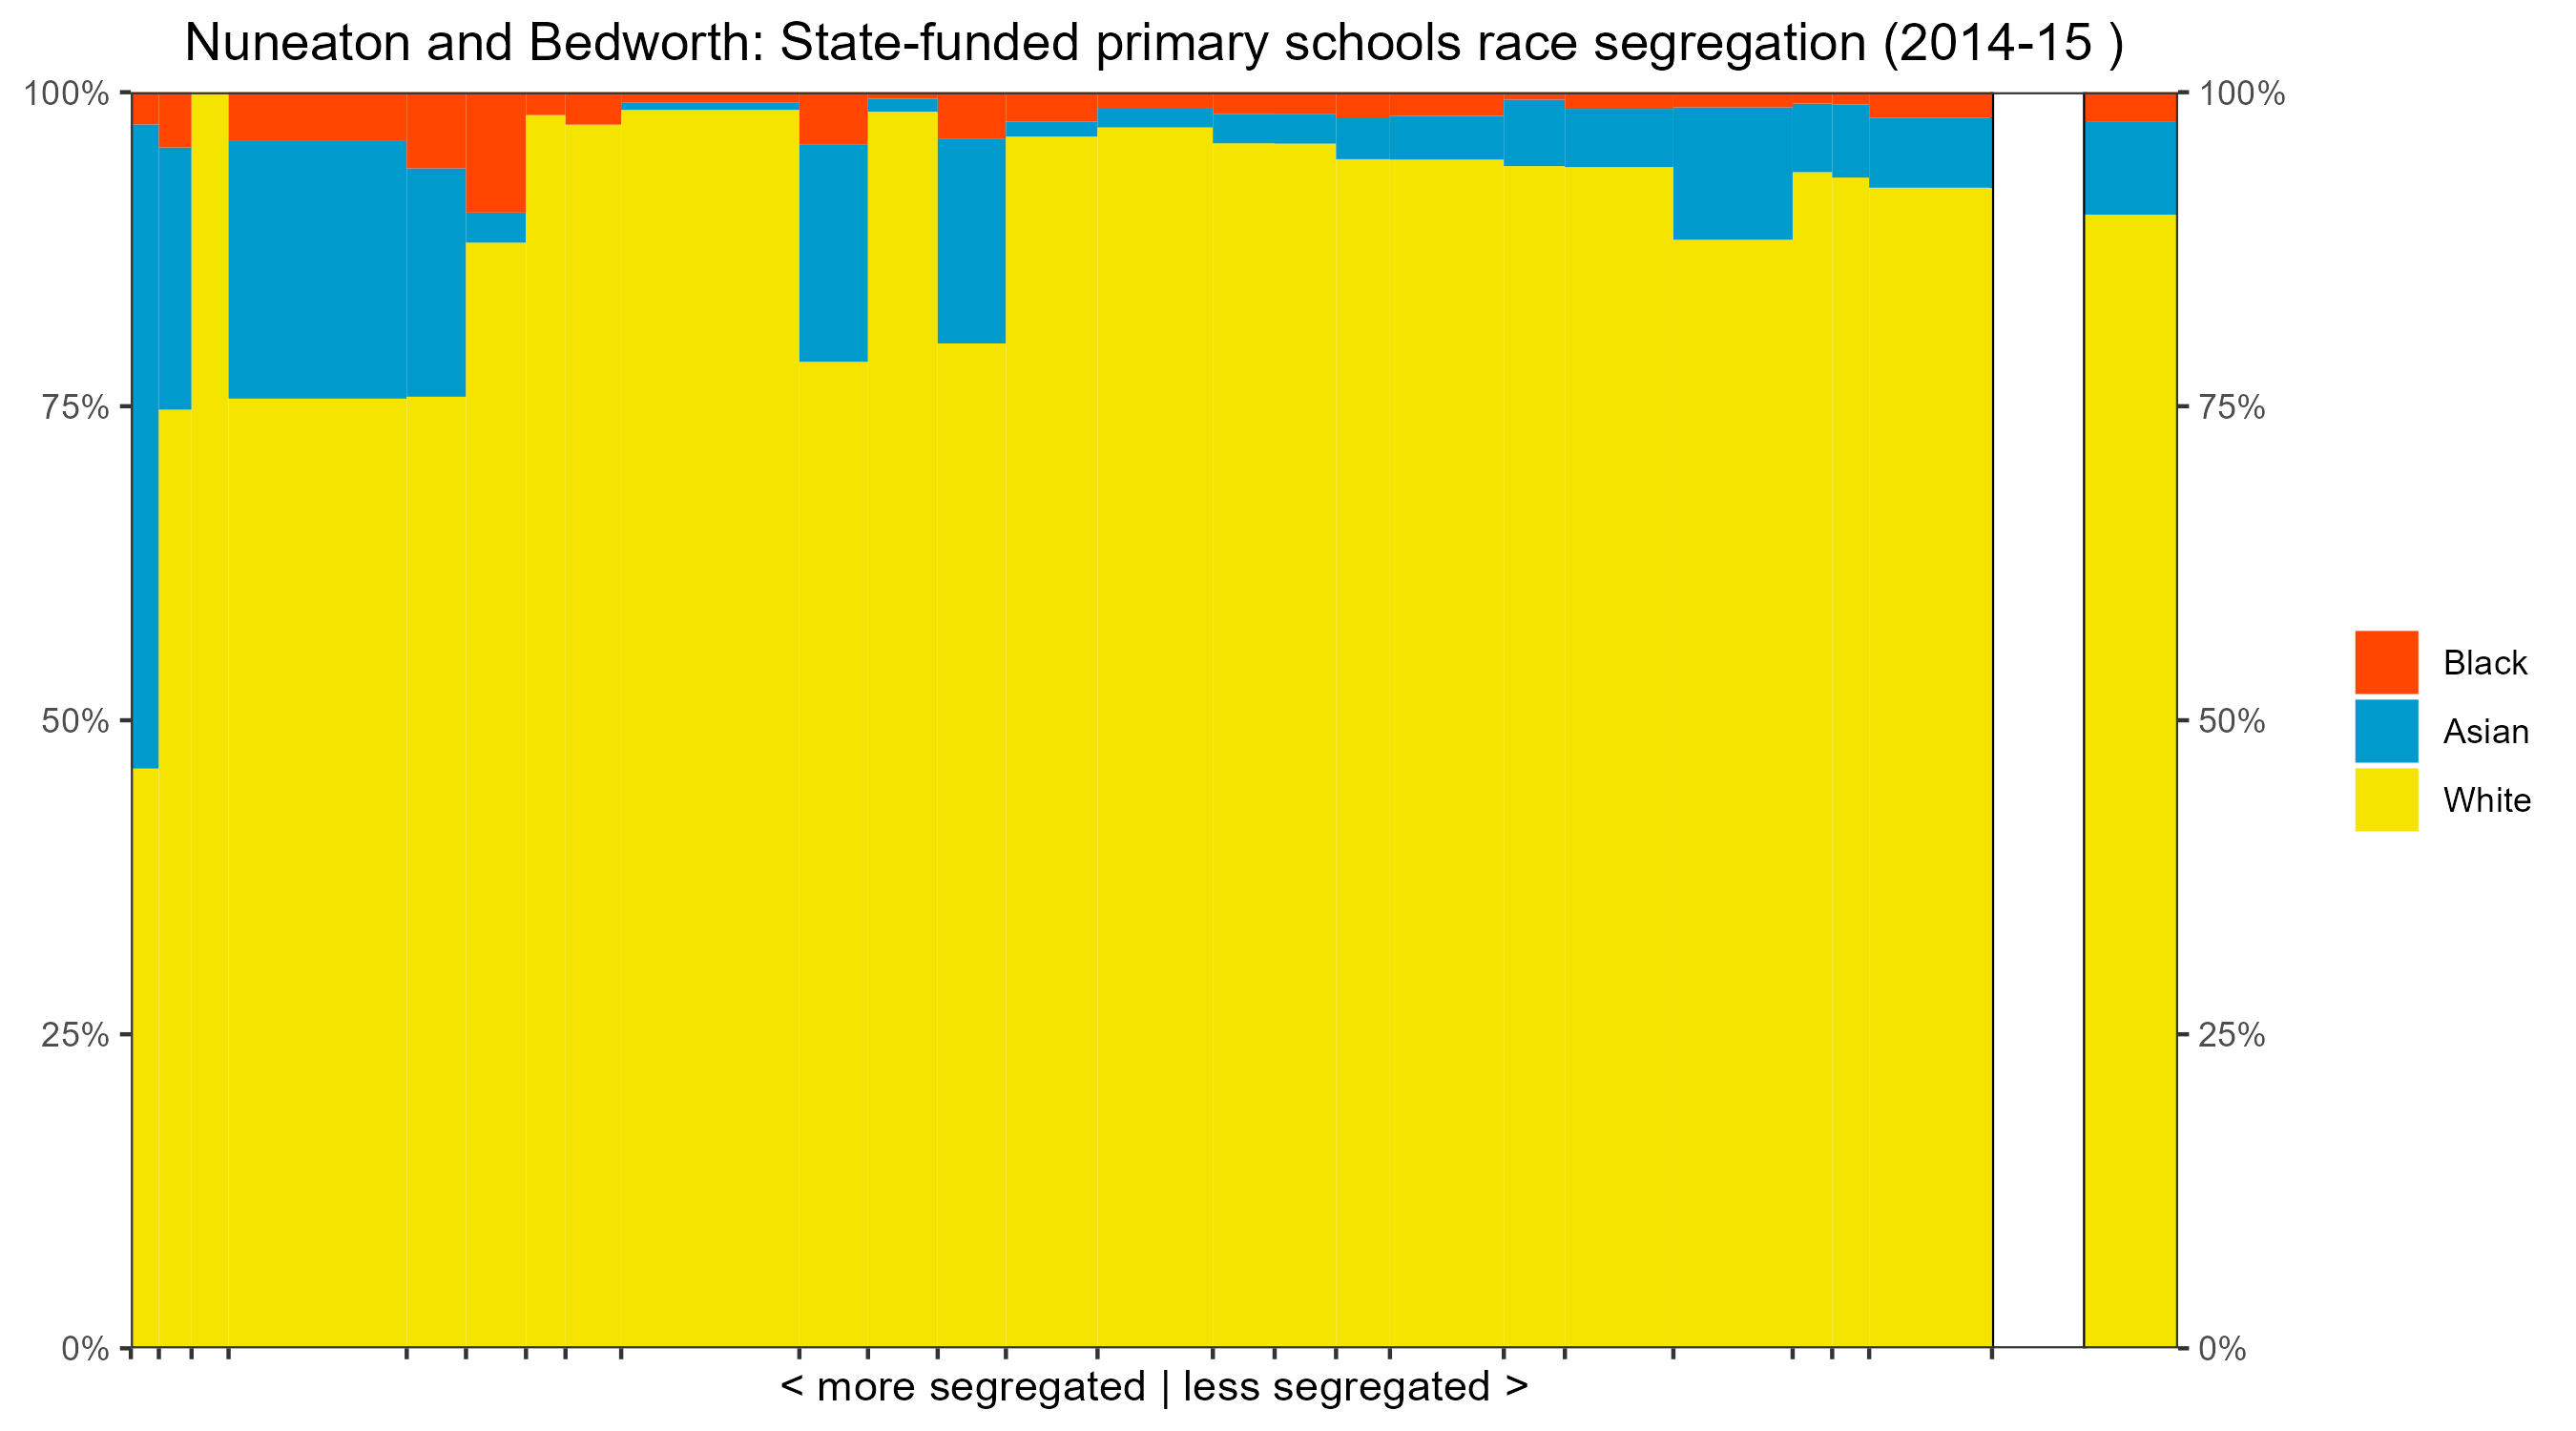 Nuneaton and Bedworth: State-funded primary schools race segregation (2014-15 )
100%
75%
50%
25%
0%
100%
75%
50%
25%
0%
Black
Asian
White
< more segregated | less segregated >